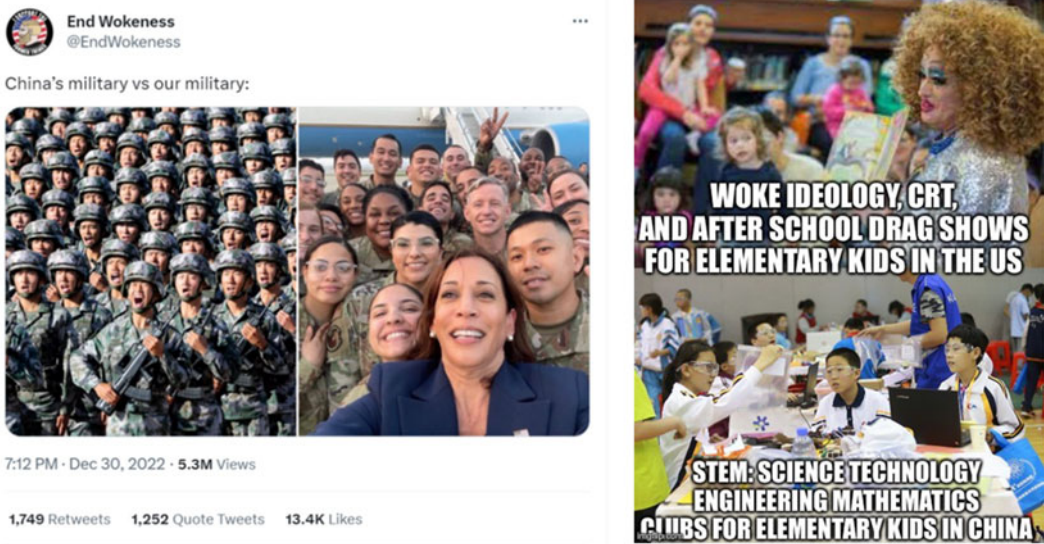 End Wokeness
@EndWokeness
China's military vs our military:
7:12 PM · Dec 30, 2022 · 5.3M Views
1,749 Retweets 1,252 Quote Tweets 13.4K Likes
WOKE IDEOLOGY, CRT,
AND AFTER SCHOOL DRAG SHOWS
FOR ELEMENTARY KIDS IN THE US
STEM: SCIENCE TECHNOLOGY
ENGINEERING MATHEMATICS
CLUBS FOR ELEMENTARY KIDS IN CHINA
imgflip.com